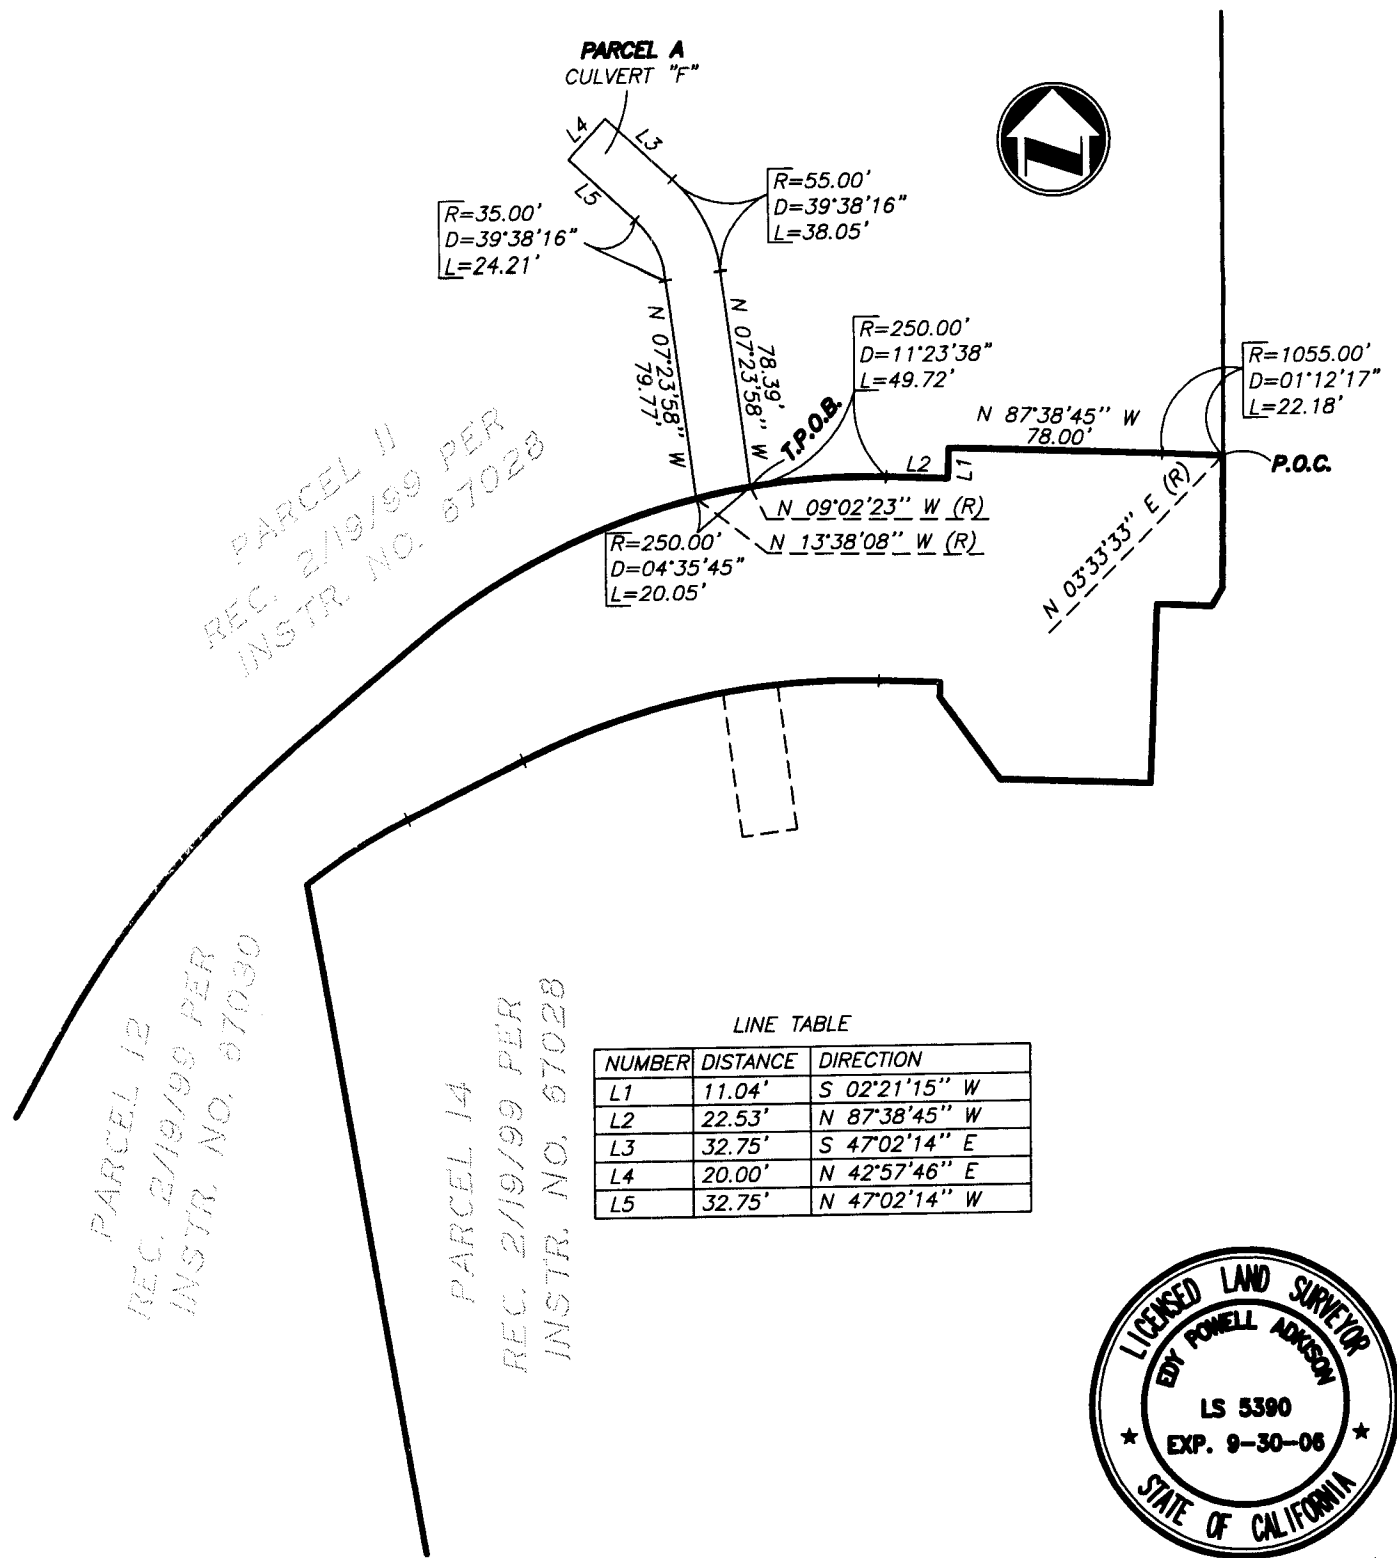 PARCEL A
CULVERT "F"
L4
L3
L5
R=55.00'
D=39°38'16"
L=38.05'
R=35.00'
D=39°38'16"
L=24.21'
N 07°23'58" W
79.77'
78.39'
N 07°23'58" W
T.P.O.B.
R=250.00'
D=11°23'38"
L=49.72'
R=1055.00'
D=01°12'17"
L=22.18'
N 87°38'45" W
78.00'
L2
L1
P.O.C.
N 09°02'23" W (R)
N 13°38'08" W (R)
R=250.00'
D=04°35'45"
L=20.05'
N 03°33'33" E (R)
PARCEL 11
REC. 2/19/99 PER
INSTR. NO. 67028
PARCEL 12
REC. 2/19/99 PER
INSTR. NO. 67030
PARCEL 14
REC. 2/19/99 PER
INSTR. NO. 67028
LINE TABLE
NUMBER DISTANCE DIRECTION
L1 11.04' S 02°21'15" W
L2 22.53' N 87°38'45" W
L3 32.75' S 47°02'14" E
L4 20.00' N 42°57'46" E
L5 32.75' N 47°02'14" W
LICENSED LAND SURVEYOR
EDY POWELL ADKISON
LS 5390
EXP. 9-30-06
STATE OF CALIFORNIA